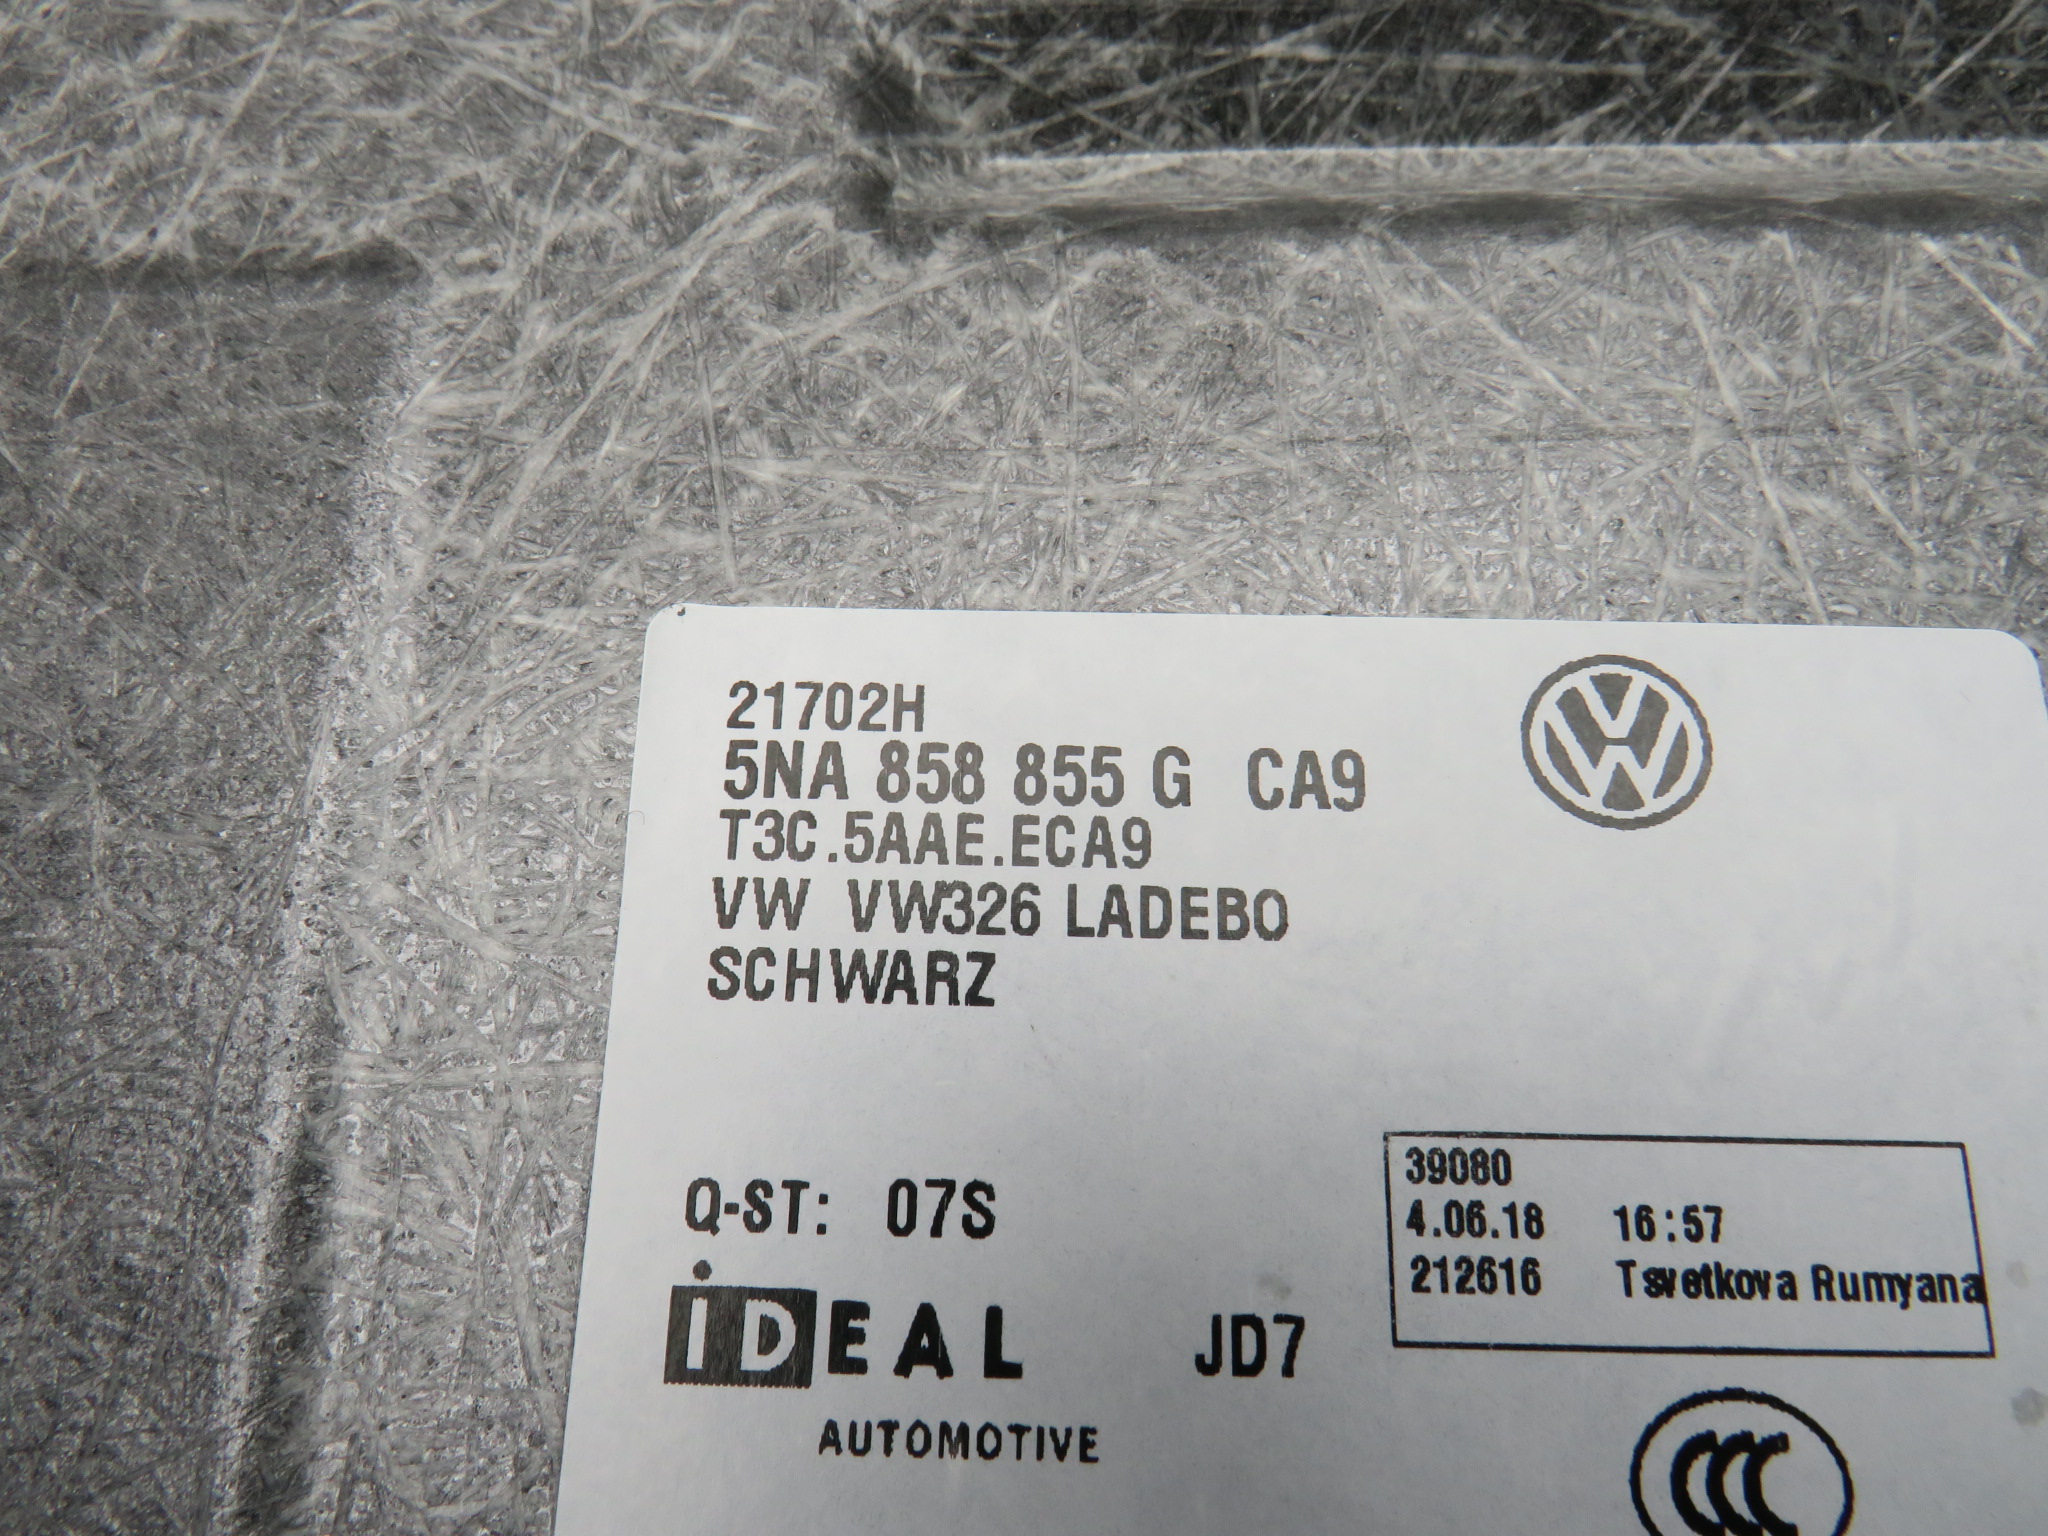 21702H
5NA 858 855 G CA9
T3C.5AAE.ECA9
VW VW326 LADEBO
SCHWARZ
Q-ST: 07S
39080
4.06.18 16:57
212616 Tsvetkova Rumyana
iDEAL
AUTOMOTIVE
JD7
CCC